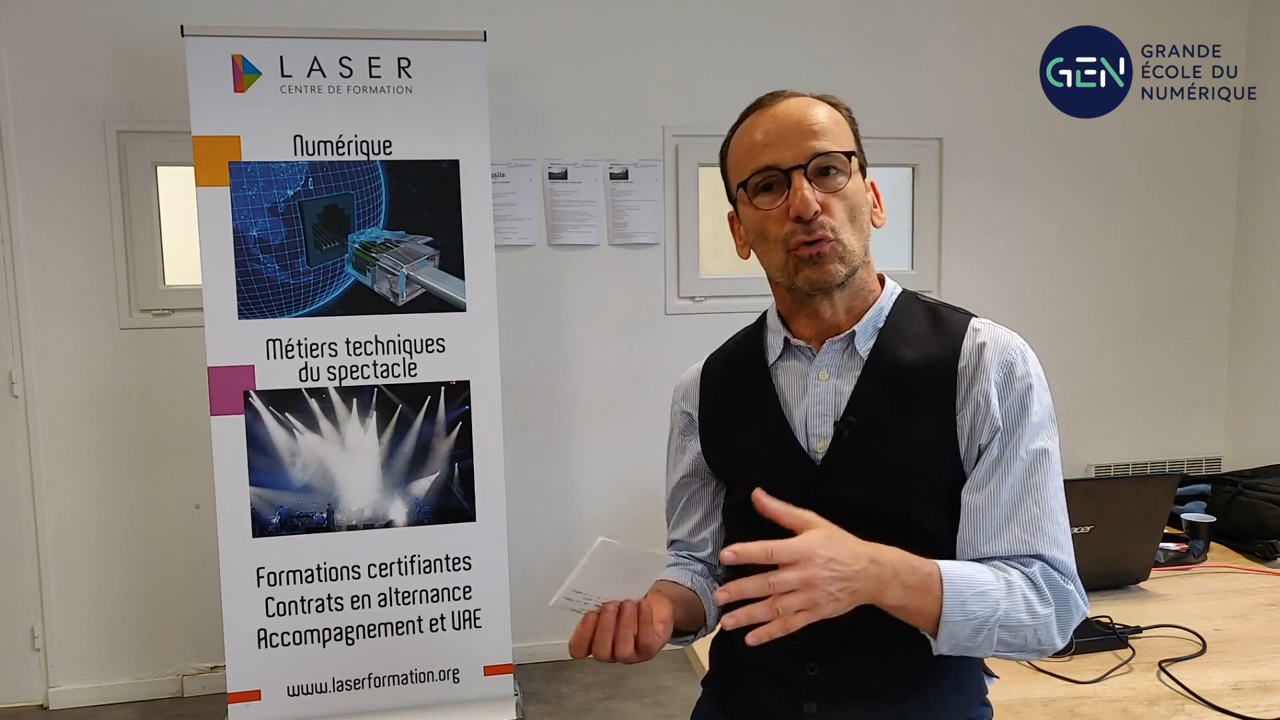 LASER
CENTRE DE FORMATION
Numérique
Métiers techniques
du spectacle
Formations certifiantes
Contrats en alternance
Accompagnement et VAE
www.laserformation.org
GEN
GRANDE
ÉCOLE DU
NUMÉRIQUE
acer